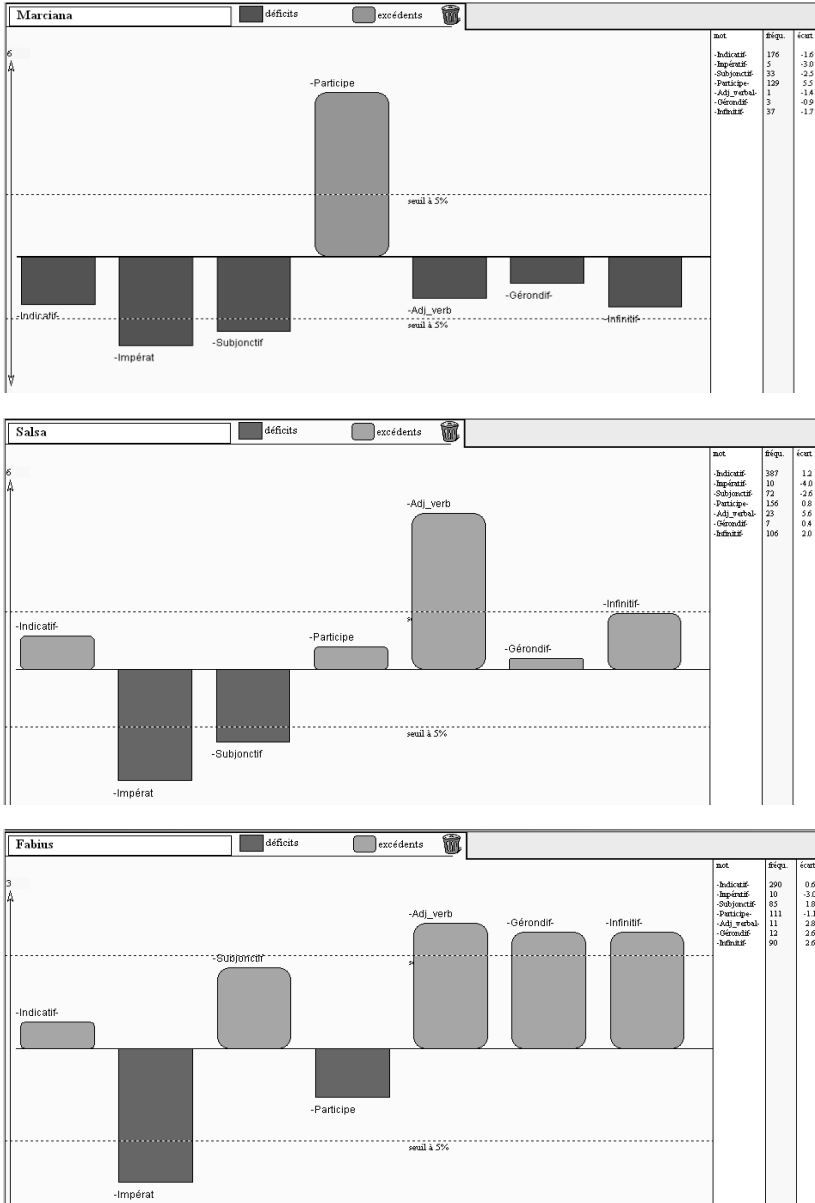 Marciana déficits excédents
mot fréqu. écart
6
-Indicatif- 176 -1.6
-Impératif- 5 -3.0
-Subjonctif- 33 -2.5
-Participe- 129 5.5
-Adj_verbal- 1 -1.4
-Gérondif- 3 -0.9
-Infinitif- 37 -1.7
-Participe
seuil à 5%
-Indicatif-
-Impérat
-Subjonctif
-Adj_verb
-Gérondif-
-Infinitif-
seuil à 5%
Salsa déficits excédents
mot fréqu. écart
6
-Indicatif- 387 1.2
-Impératif- 10 -4.0
-Subjonctif- 72 -2.6
-Participe- 156 0.8
-Adj_verbal- 23 5.6
-Gérondif- 7 0.4
-Infinitif- 106 2.0
-Adj_verb
-Infinitif-
-Indicatif-
-Participe
-Gérondif-
seuil à 5%
-Subjonctif
-Impérat
Fabius déficits excédents
mot fréqu. écart
3
-Indicatif- 290 0.6
-Impératif- 10 -3.0
-Subjonctif- 85 1.8
-Participe- 111 -1.1
-Adj_verbal- 11 2.8
-Gérondif- 12 2.6
-Infinitif- 90 2.6
-Adj_verb
-Gérondif-
-Infinitif-
-Subjonctif
-Indicatif-
-Participe
seuil à 5%
-Impérat